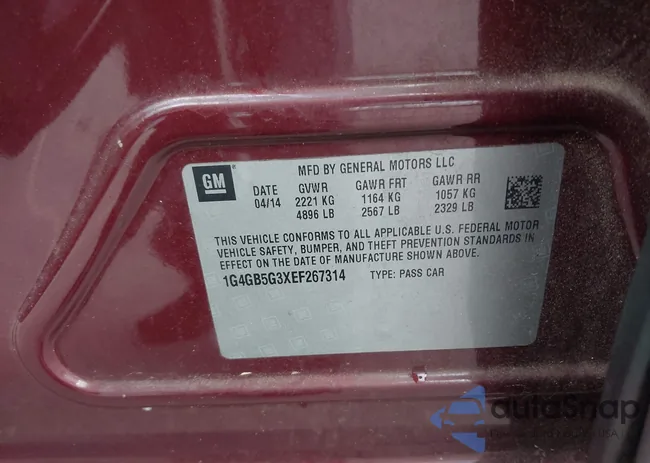 GM
MFD BY GENERAL MOTORS LLC
DATE GVWR GAWR FRT GAWR RR
04/14 2221 KG 1164 KG 1057 KG
4896 LB 2567 LB 2329 LB
THIS VEHICLE CONFORMS TO ALL APPLICABLE U.S. FEDERAL MOTOR
VEHICLE SAFETY, BUMPER, AND THEFT PREVENTION STANDARDS IN
EFFECT ON THE DATE OF MANUFACTURE SHOWN ABOVE.
1G4GB5G3XEF267314 TYPE: PASS CAR
autoSnap